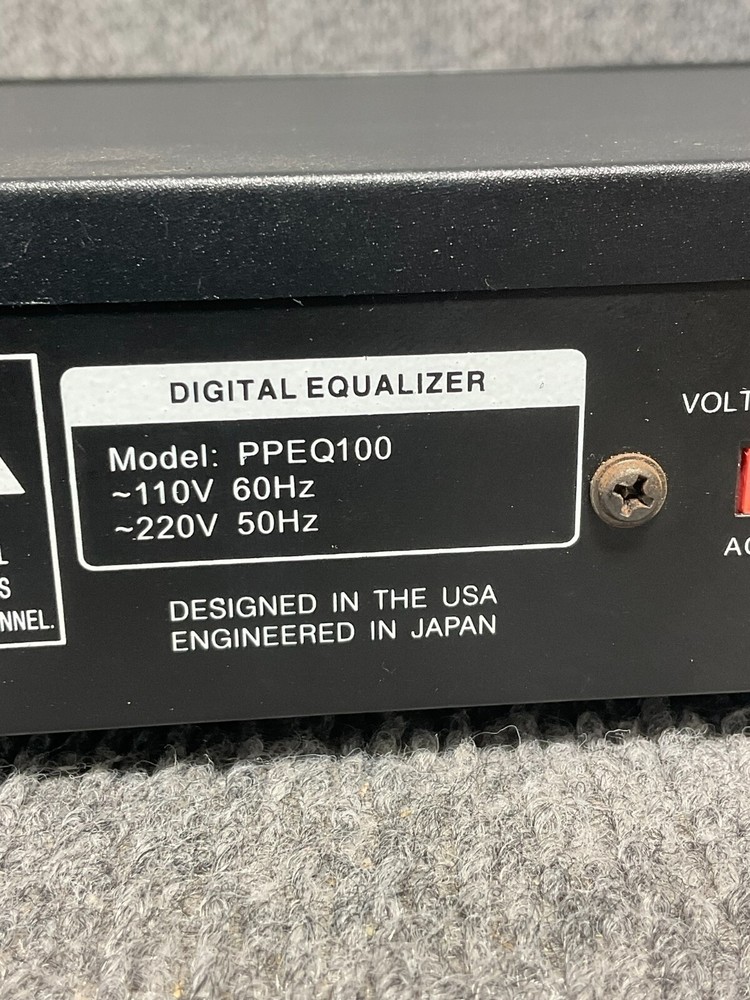 DIGITAL EQUALIZER
Model: PPEQ100
~110V 60Hz
~220V 50Hz
DESIGNED IN THE USA
ENGINEERED IN JAPAN